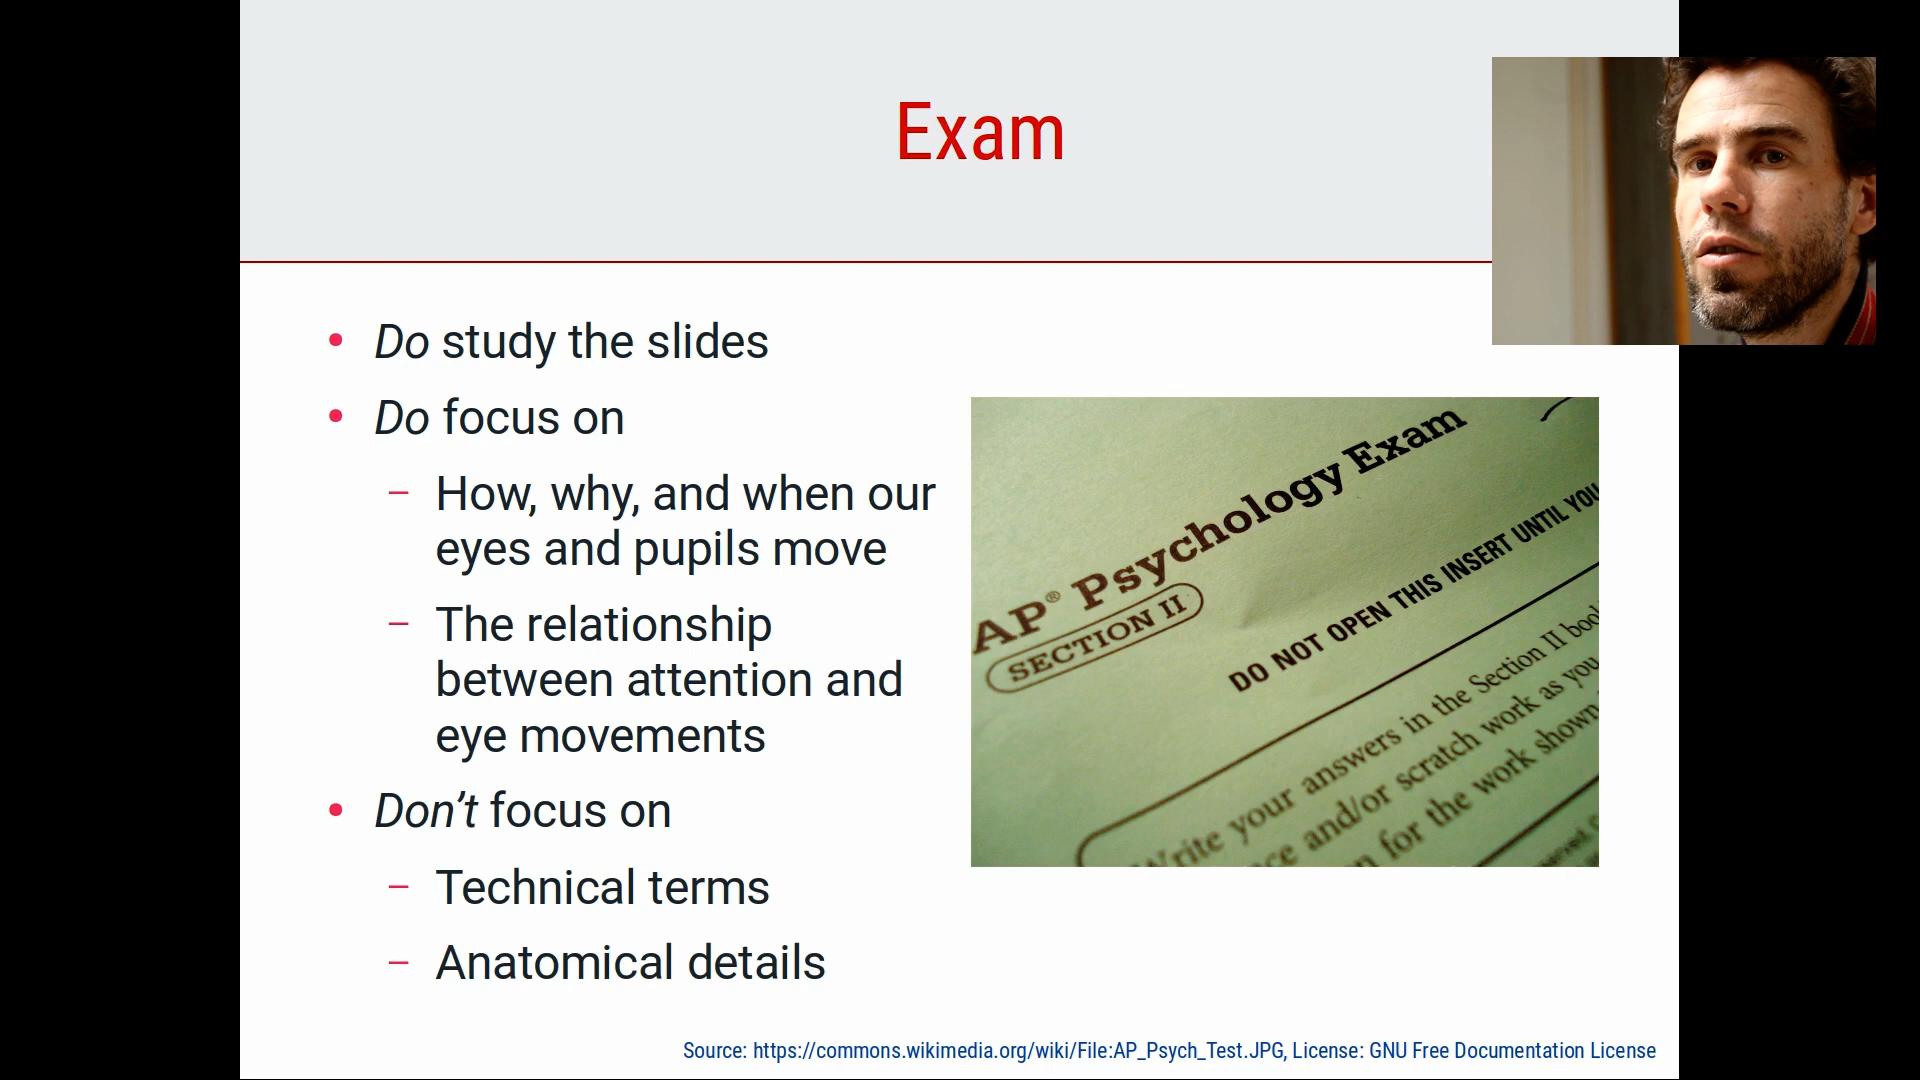 Exam
Do study the slides
Do focus on
How, why, and when our
eyes and pupils move
The relationship
between attention and
eye movements
Don't focus on
Technical terms
Anatomical details
AP® Psychology Exam
SECTION II
DO NOT OPEN THIS INSERT UNTIL YOU
Write your answers in the Section II
and/or scratch work as you
for the work shown
Source: https://commons.wikimedia.org/wiki/File:AP_Psych_Test.JPG, License: GNU Free Documentation License